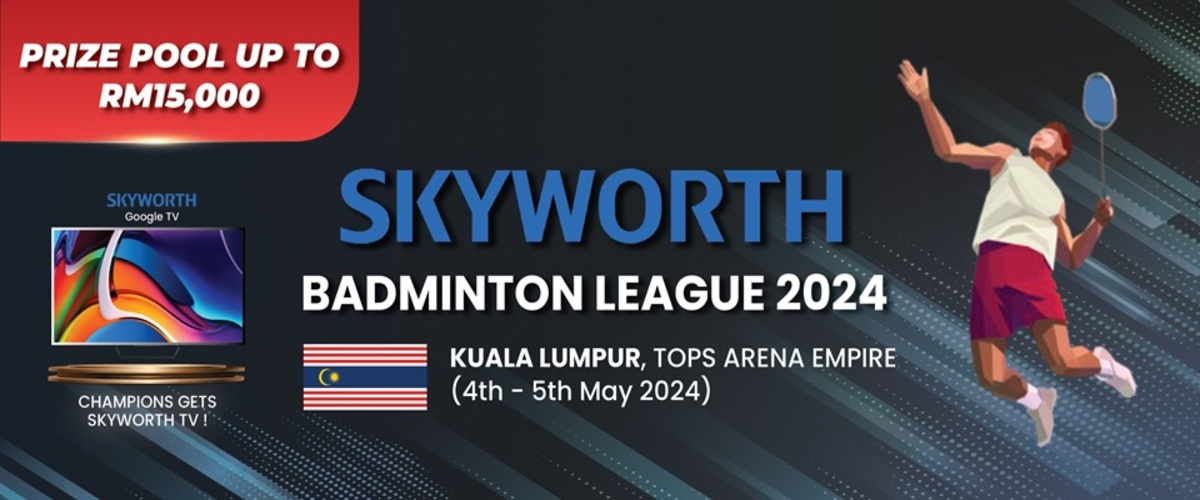 PRIZE POOL UP TO
RM15,000
SKYWORTH
Google TV
CHAMPIONS GETS
SKYWORTH TV !
SKYWORTH
BADMINTON LEAGUE 2024
KUALA LUMPUR, TOPS ARENA EMPIRE
(4th - 5th May 2024)